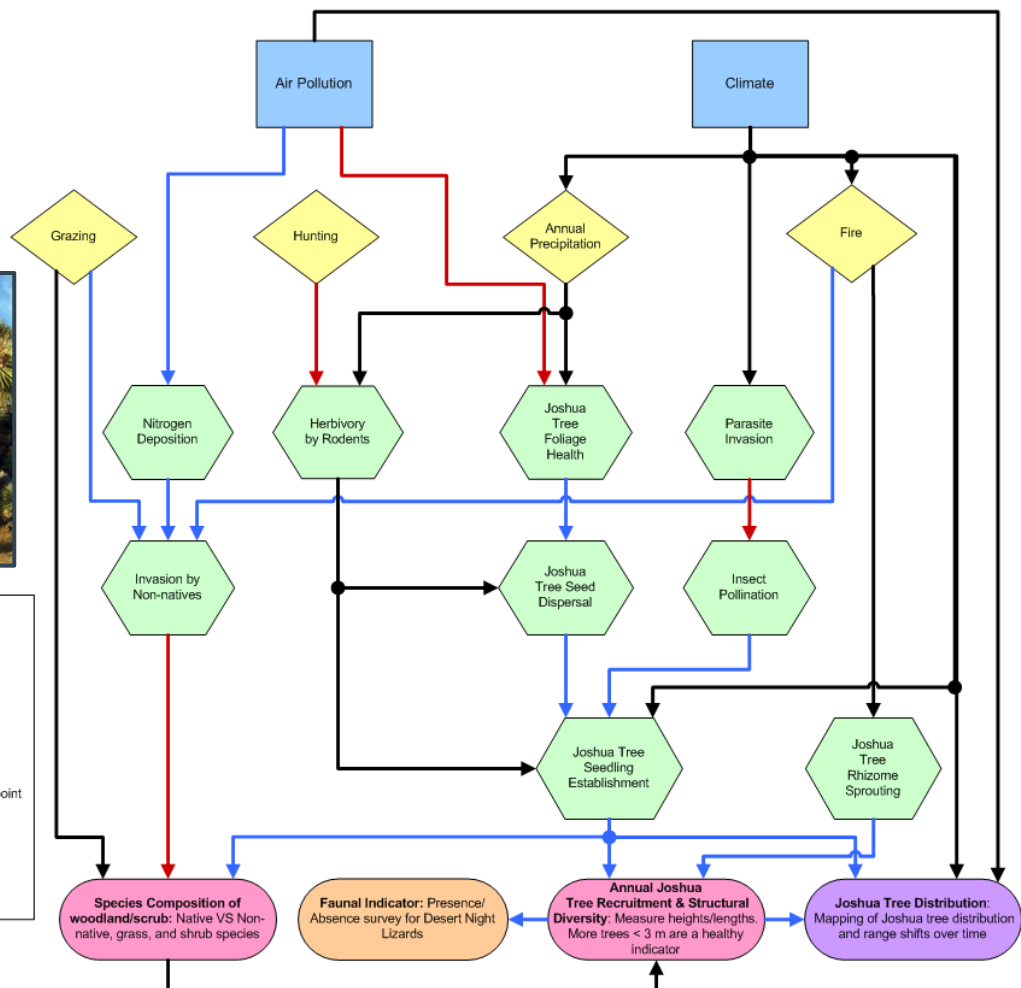 Air Pollution
Climate
Grazing
Hunting
Annual
Precipitation
Fire
Nitrogen
Deposition
Herbivory
by Rodents
Joshua
Tree
Foliage
Health
Parasite
Invasion
Invasion by
Non-natives
Joshua
Tree Seed
Dispersal
Insect
Pollination
Joshua Tree
Seedling
Establishment
Joshua
Tree
Rhizome
Sprouting
Species Composition of
woodland/scrub: Native VS Non-
native, grass, and shrub species
Faunal Indicator: Presence/
Absence survey for Desert Night
Lizards
Annual Joshua
Tree Recruitment & Structural
Diversity: Measure heights/lengths.
More trees < 3 m are a healthy
indicator
Joshua Tree Distribution:
Mapping of Joshua tree distribution
and range shifts over time